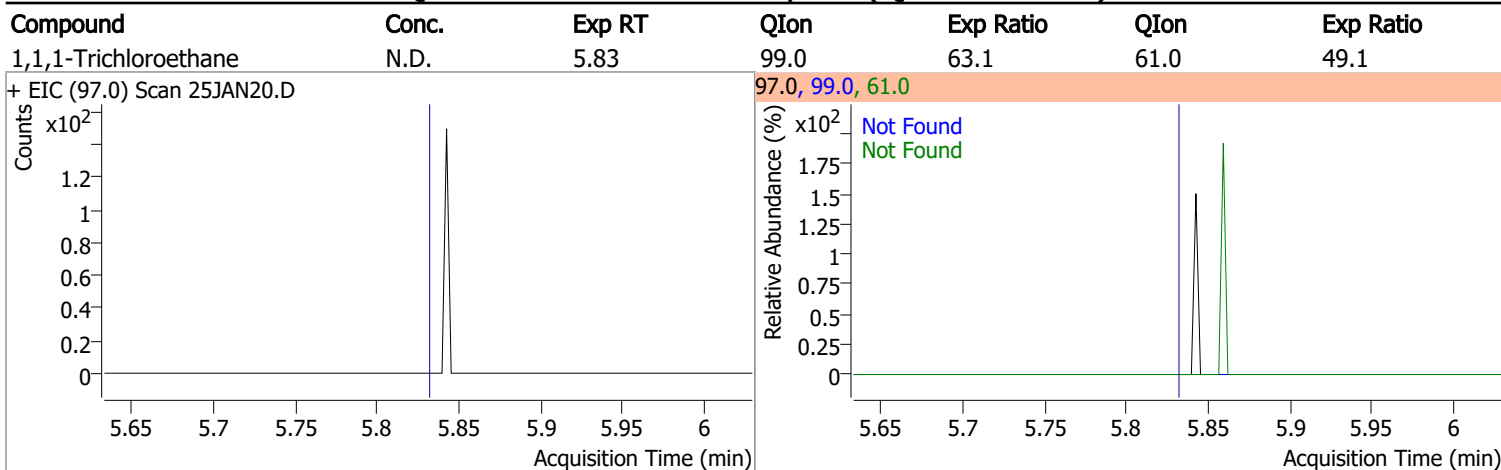 Compound Conc. Exp RT QIon Exp Ratio QIon Exp Ratio
1,1,1-Trichloroethane N.D. 5.83 99.0 63.1 61.0 49.1
+ EIC (97.0) Scan 25JAN20.D
Counts
x10²
1.2
1
0.8
0.6
0.4
0.2
0
5.65 5.7 5.75 5.8 5.85 5.9 5.95 6
Acquisition Time (min)
97.0, 99.0, 61.0
Relative Abundance (%)
x10²
Not Found
Not Found
1.75
1.5
1.25
1
0.75
0.5
0.25
0
5.65 5.7 5.75 5.8 5.85 5.9 5.95 6
Acquisition Time (min)